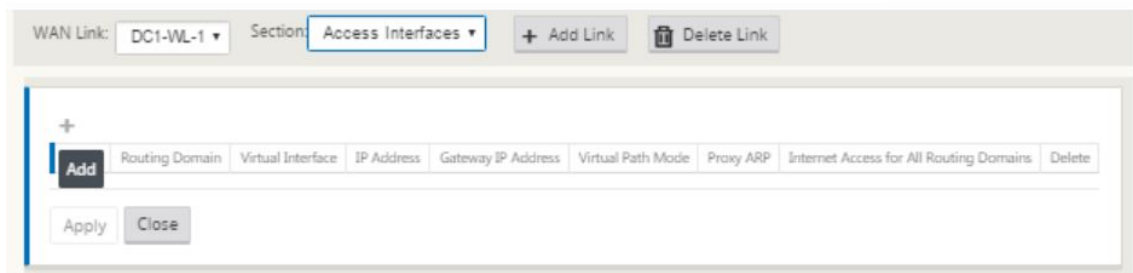 WAN Link: DC1-WL-1 Section: Access Interfaces + Add Link Delete Link
+
Add Routing Domain Virtual Interface IP Address Gateway IP Address Virtual Path Mode Proxy ARP Internet Access for All Routing Domains Delete
Apply Close